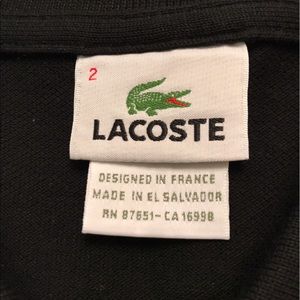 2
LACOSTE
DESIGNED IN FRANCE
MADE IN EL SALVADOR
RN 87651-CA 16998